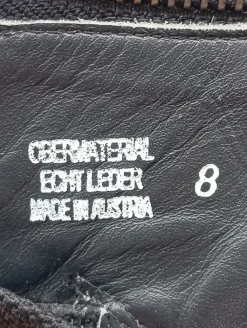 OBERMATERIAL
ECHT LEDER 8
MADE IN AUSTRIA